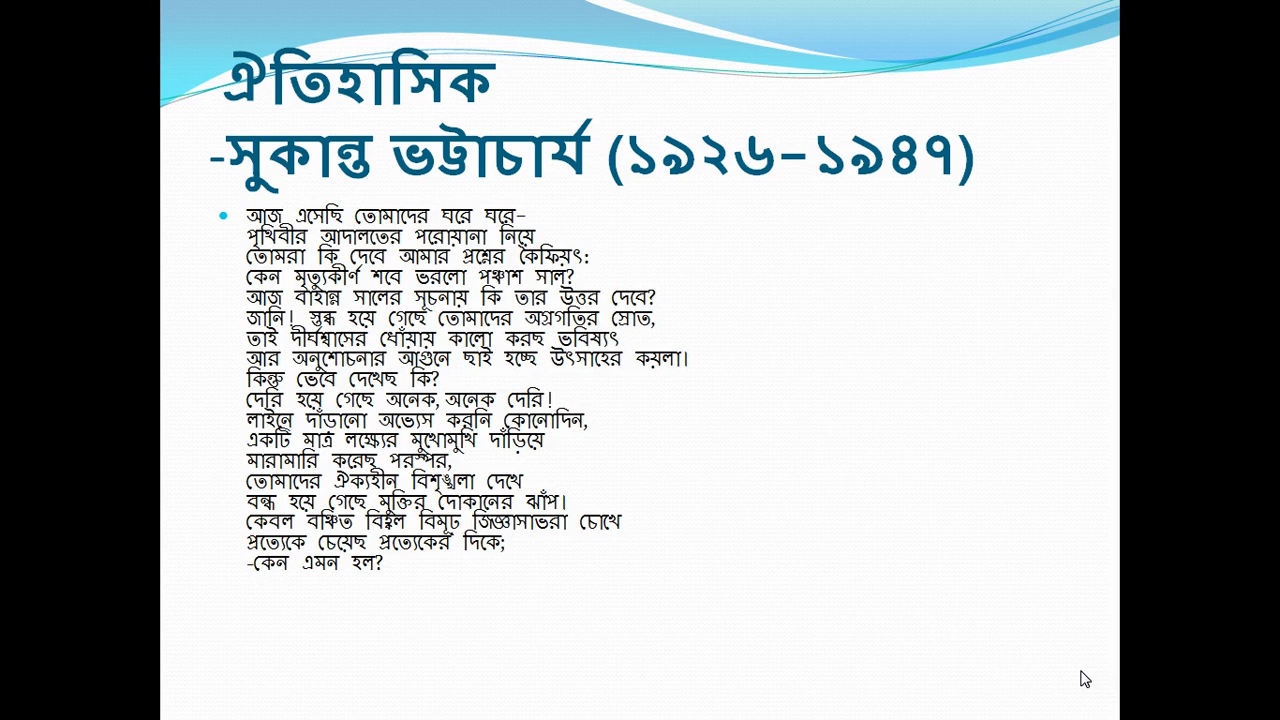 ঐতিহাসিক
-সুকান্ত ভট্টাচার্য (১৯২৬–১৯৪৭)
আজ এসেছি তোমাদের ঘরে ঘরে–
পৃথিবীর আদালতের পরোয়ানা নিয়ে
তোমরা কি দেবে আমার প্রশ্নের কৈফিয়ৎ:
কেন মৃত্যুকীর্ণ শবে ভরলো পঞ্চাশ সাল?
আজ বাহান্ন সালের সূচনায় কি তার উত্তর দেবে?
জানি! স্তব্ধ হয়ে গেছে তোমাদের অগ্রগতির স্রোত,
তাই দীর্ঘশ্বাসের ধোঁয়ায় কালো করছ ভবিষ্যৎ
আর অনুশোচনার আগুনে ছাই হচ্ছে উৎসাহের কয়লা।
কিন্তু ভেবে দেখেছ কি?
দেরি হয়ে গেছে অনেক, অনেক দেরি!
লাইনে দাঁড়ানো অভ্যেস করনি কোনোদিন,
একটি মাত্র লক্ষ্যের মুখোমুখি দাঁড়িয়ে
মারামারি করেছ পরস্পর,
তোমাদের ঐক্যহীন বিশৃঙ্খলা দেখে
বন্ধ হয়ে গেছে মুক্তির দোকানের ঝাঁপ।
কেবল বঞ্চিত বিহ্বল বিমূঢ় জিজ্ঞাসাভরা চোখে
প্রত্যেকে চেয়েছ প্রত্যেকের দিকে;
-কেন এমন হল?